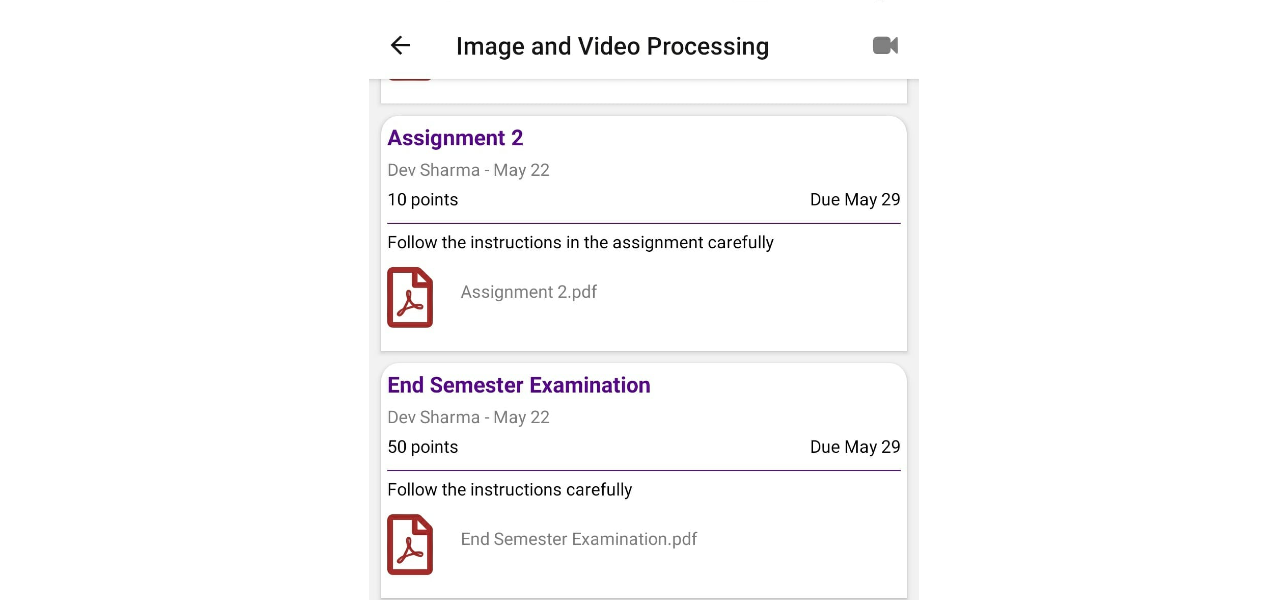 Image and Video Processing
Assignment 2
Dev Sharma - May 22
10 points Due May 29
Follow the instructions in the assignment carefully
Assignment 2.pdf
End Semester Examination
Dev Sharma - May 22
50 points Due May 29
Follow the instructions carefully
End Semester Examination.pdf